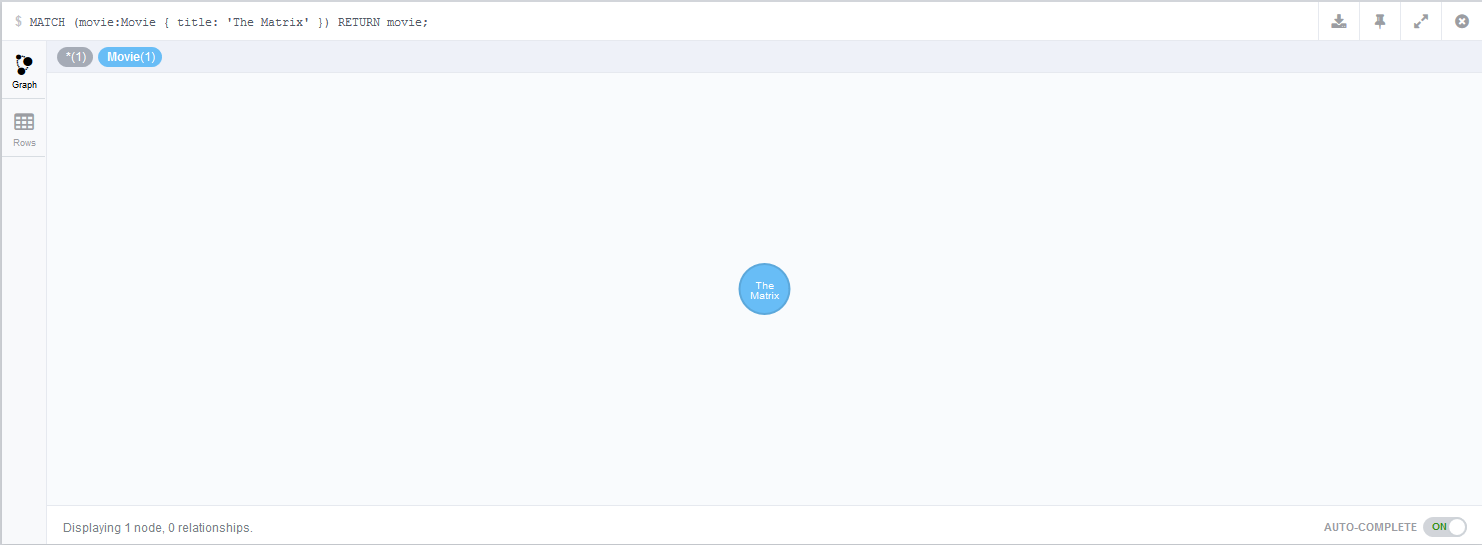 $ MATCH (movie:Movie { title: 'The Matrix' }) RETURN movie;
*(1) Movie(1)
Graph
Rows
The
Matrix
Displaying 1 node, 0 relationships.
AUTO-COMPLETE ON